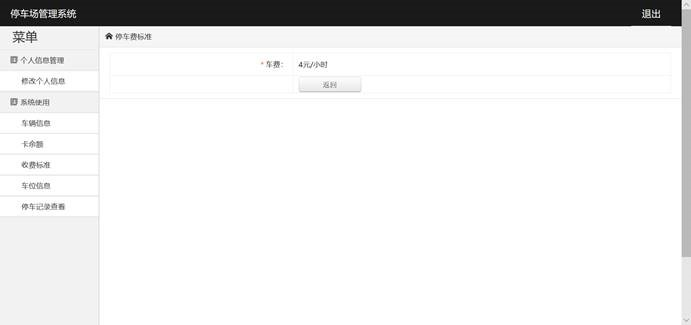 停车场管理系统
退出
菜单
个人信息管理
修改个人信息
系统使用
车辆信息
卡余额
收费标准
车位信息
停车记录查看
停车费标准
* 车费：
4元/小时
返回